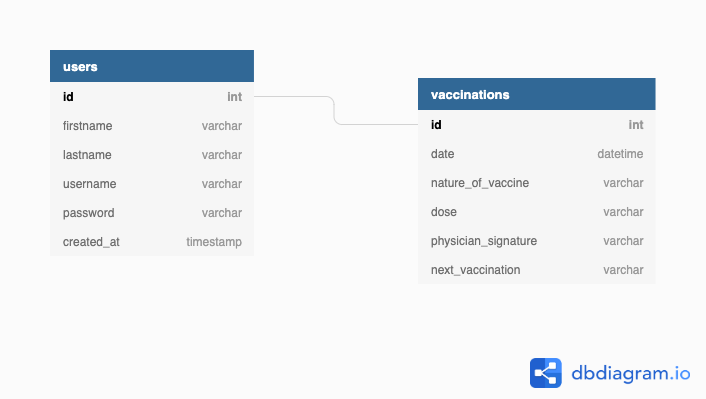 users
id int
firstname varchar
lastname varchar
username varchar
password varchar
created_at timestamp
vaccinations
id int
date datetime
nature_of_vaccine varchar
dose varchar
physician_signature varchar
next_vaccination varchar
dbdiagram.io